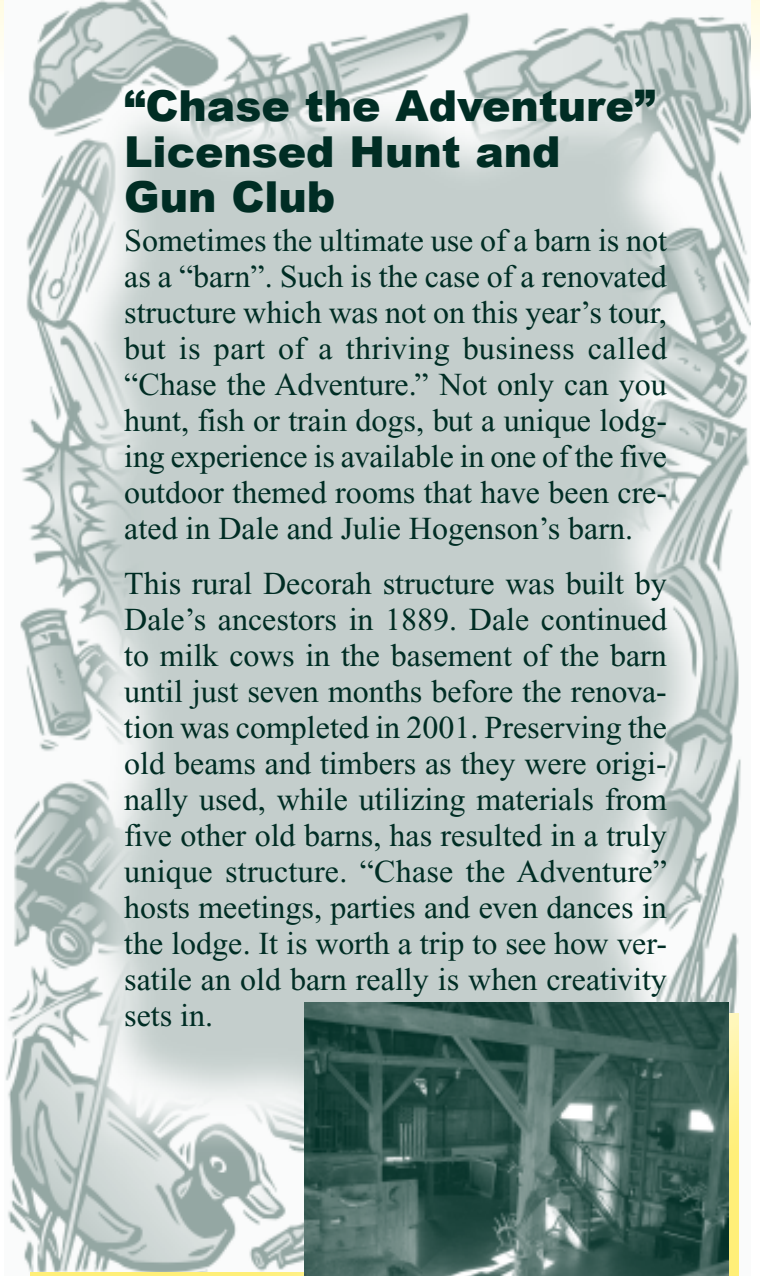 “Chase the Adventure”
Licensed Hunt and
Gun Club
Sometimes the ultimate use of a barn is not
as a “barn”. Such is the case of a renovated
structure which was not on this year’s tour,
but is part of a thriving business called
“Chase the Adventure.” Not only can you
hunt, fish or train dogs, but a unique lodg-
ing experience is available in one of the five
outdoor themed rooms that have been cre-
ated in Dale and Julie Hogenson’s barn.
This rural Decorah structure was built by
Dale’s ancestors in 1889. Dale continued
to milk cows in the basement of the barn
until just seven months before the renova-
tion was completed in 2001. Preserving the
old beams and timbers as they were origi-
nally used, while utilizing materials from
five other old barns, has resulted in a truly
unique structure. “Chase the Adventure”
hosts meetings, parties and even dances in
the lodge. It is worth a trip to see how ver-
satile an old barn really is when creativity
sets in.